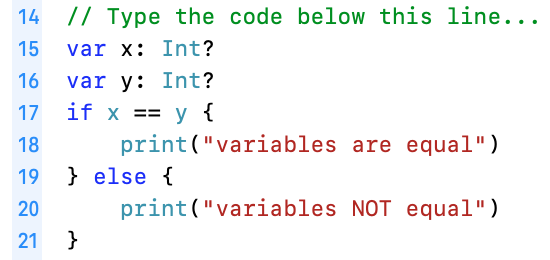 14 // Type the code below this line...
15 var x: Int?
16 var y: Int?
17 if x == y {
18     print("variables are equal")
19 } else {
20     print("variables NOT equal")
21 }